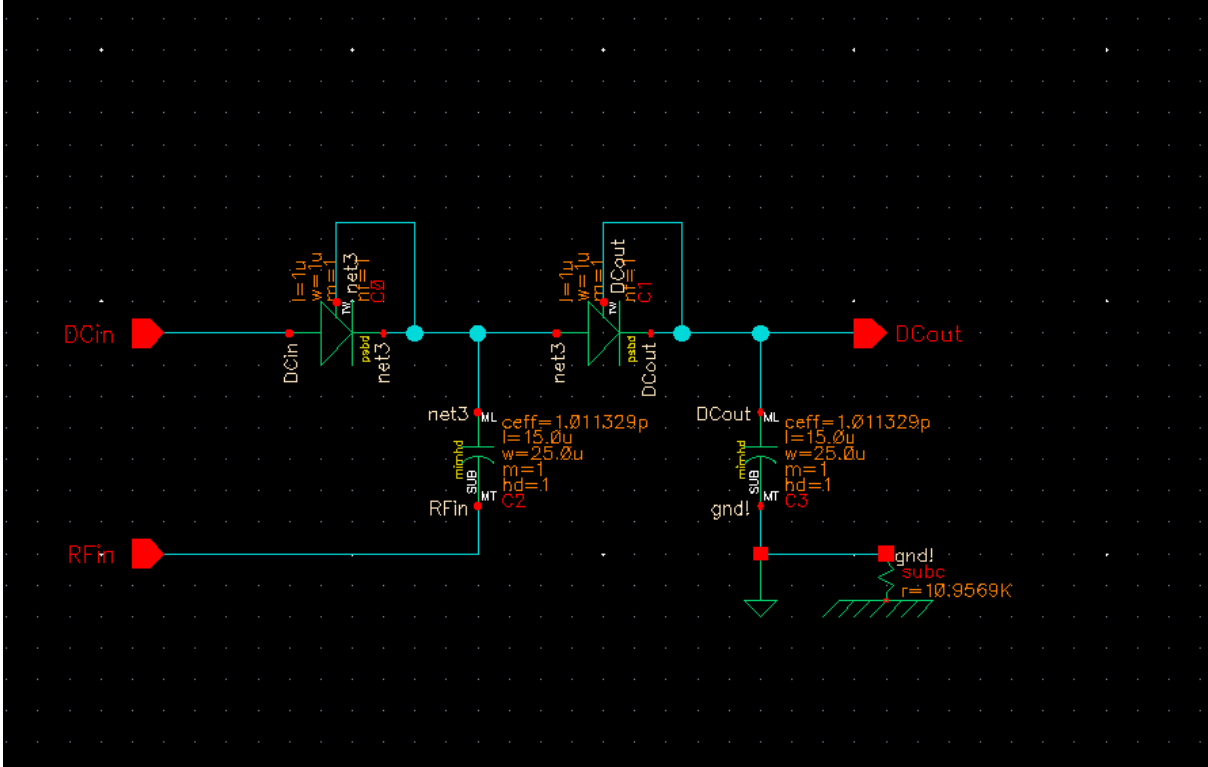 l=1u
w=1u
m=1
net3
nf=1
C0
TW
l=1u
w=1u
m=1
DCout
nf=1
C1
TW
DCin
DCin
psbd
net3
net3
psbd
DCout
DCout
net3
ML
ceff=1.011329p
l=15.0u
w=25.0u
m=1
hd=1
C2
mimhd
SUB
MT
RFin
DCout
ML
ceff=1.011329p
l=15.0u
w=25.0u
m=1
hd=1
C3
mimhd
SUB
MT
gnd!
RFin
gnd!
subc
r=10.9569K